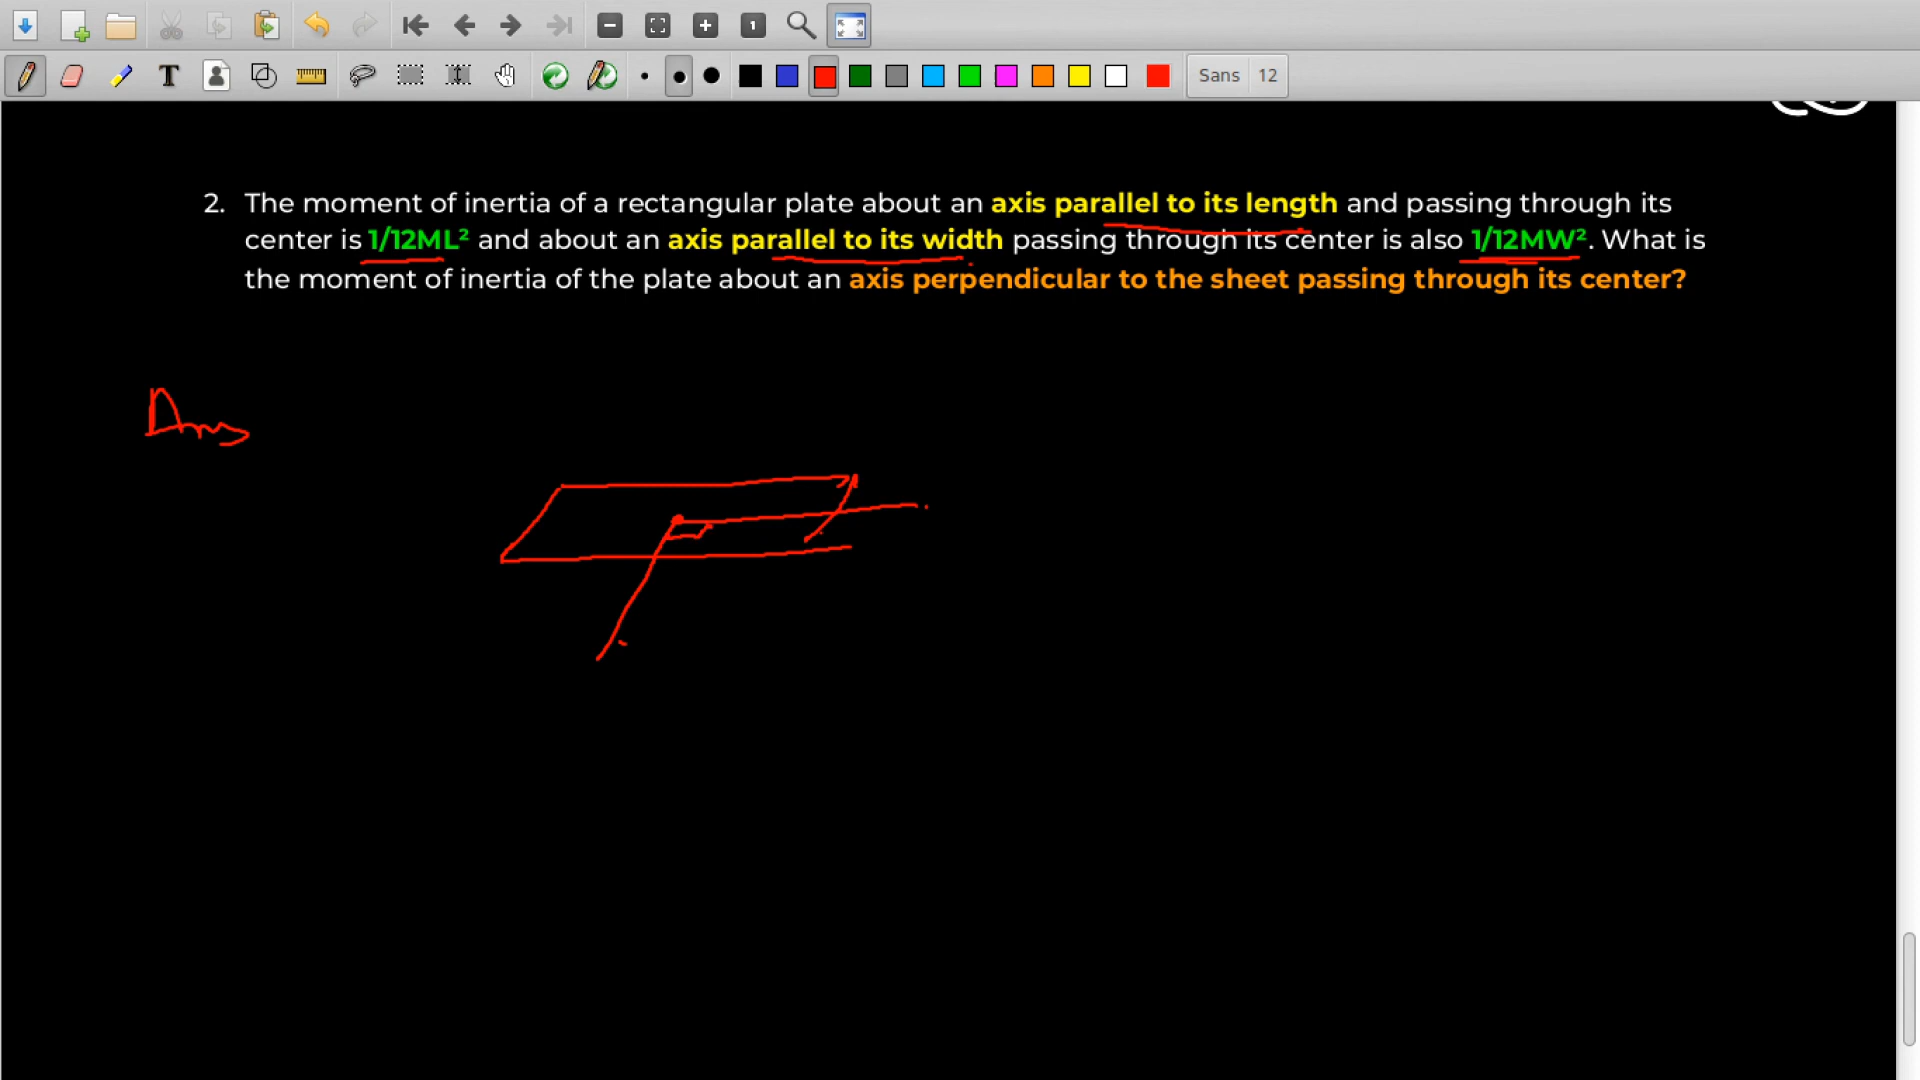 Sans 12
2. The moment of inertia of a rectangular plate about an axis parallel to its length and passing through its
center is 1/12ML² and about an axis parallel to its width passing through its center is also 1/12MW². What is
the moment of inertia of the plate about an axis perpendicular to the sheet passing through its center?
Ans